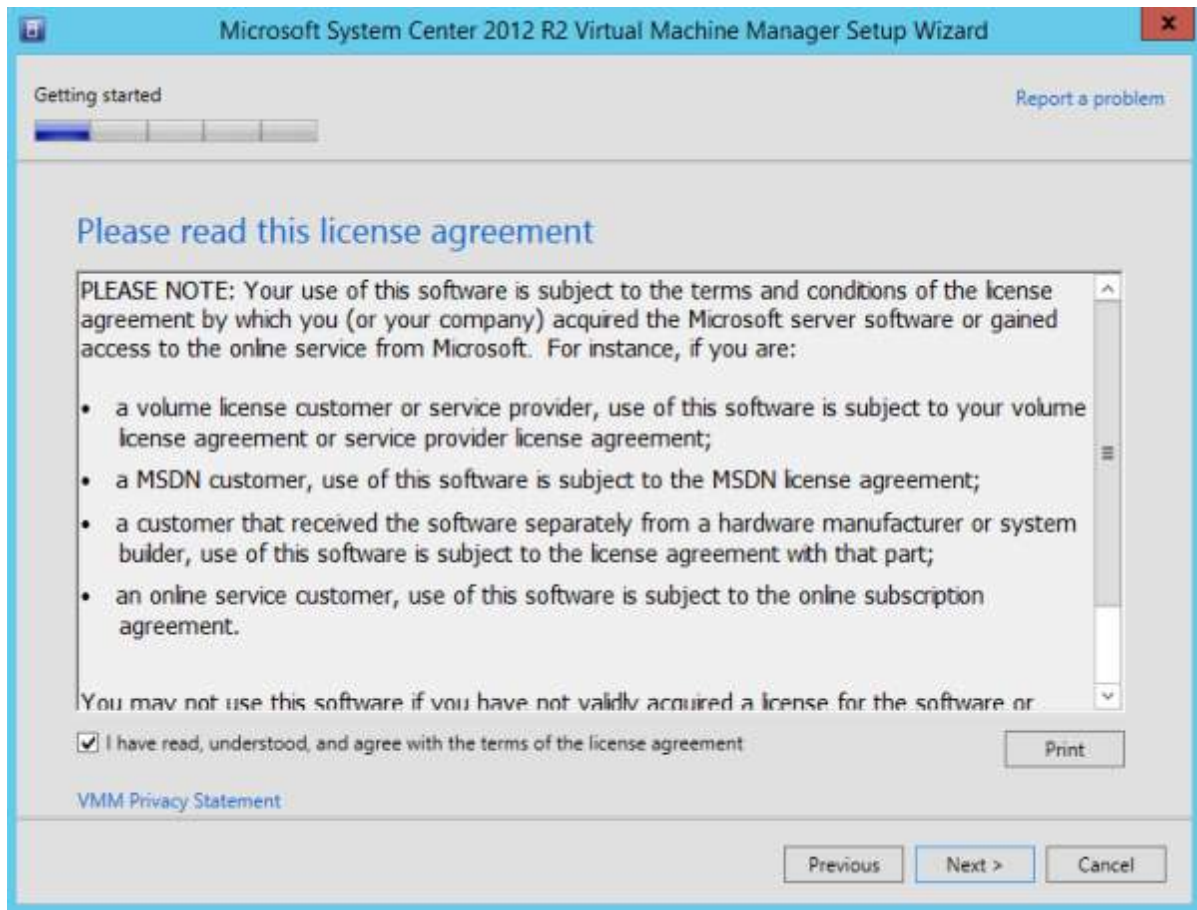 Microsoft System Center 2012 R2 Virtual Machine Manager Setup Wizard
Getting started
Report a problem
Please read this license agreement
PLEASE NOTE: Your use of this software is subject to the terms and conditions of the license
agreement by which you (or your company) acquired the Microsoft server software or gained
access to the online service from Microsoft.  For instance, if you are:
• a volume license customer or service provider, use of this software is subject to your volume
license agreement or service provider license agreement;
• a MSDN customer, use of this software is subject to the MSDN license agreement;
• a customer that received the software separately from a hardware manufacturer or system
builder, use of this software is subject to the license agreement with that part;
• an online service customer, use of this software is subject to the online subscription
agreement.
You may not use this software if you have not validly acquired a license for the software or
I have read, understood, and agree with the terms of the license agreement
Print
VMM Privacy Statement
Previous
Next >
Cancel